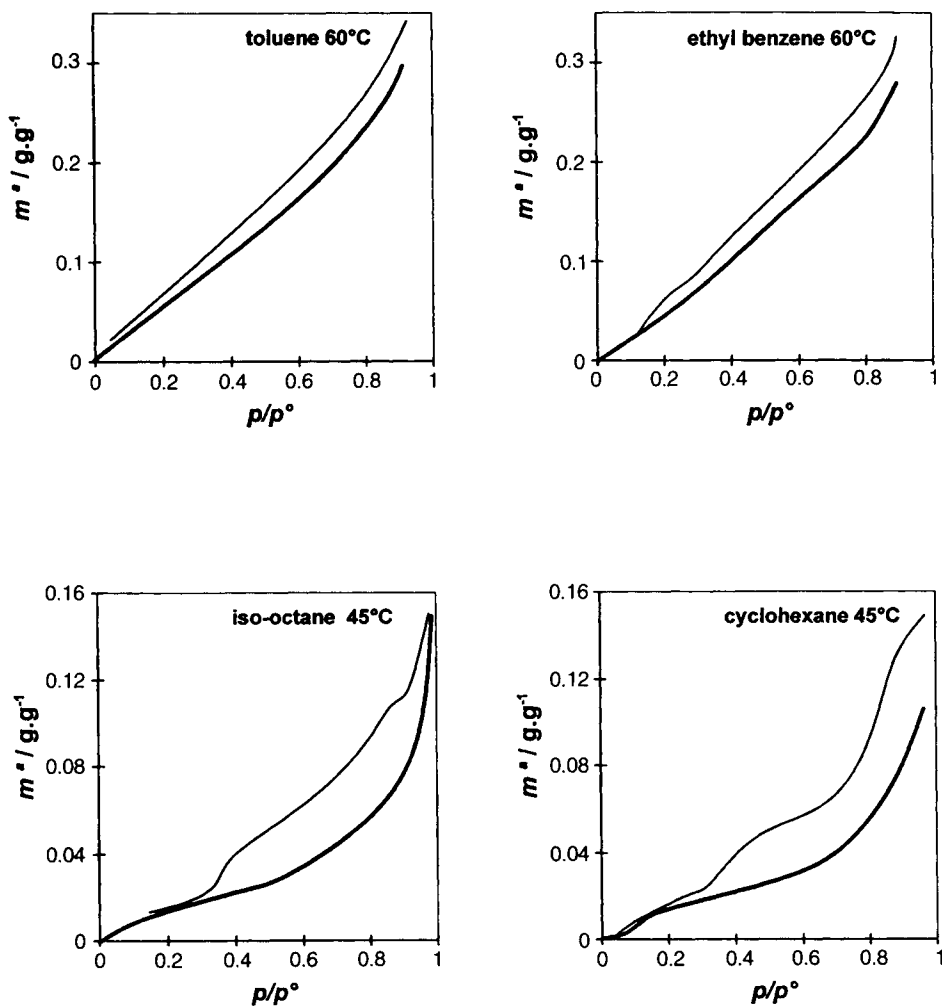 toluene 60°C
0.3
0.2
0.1
0
m ª / g.g⁻¹
0 0.2 0.4 0.6 0.8 1
p/p°
ethyl benzene 60°C
0.3
0.2
0.1
0
m ª / g.g⁻¹
0 0.2 0.4 0.6 0.8 1
p/p°
iso-octane 45°C
0.16
0.12
0.08
0.04
0
m ª / g.g⁻¹
0 0.2 0.4 0.6 0.8 1
p/p°
cyclohexane 45°C
0.16
0.12
0.08
0.04
0
m ª / g.g⁻¹
0 0.2 0.4 0.6 0.8 1
p/p°